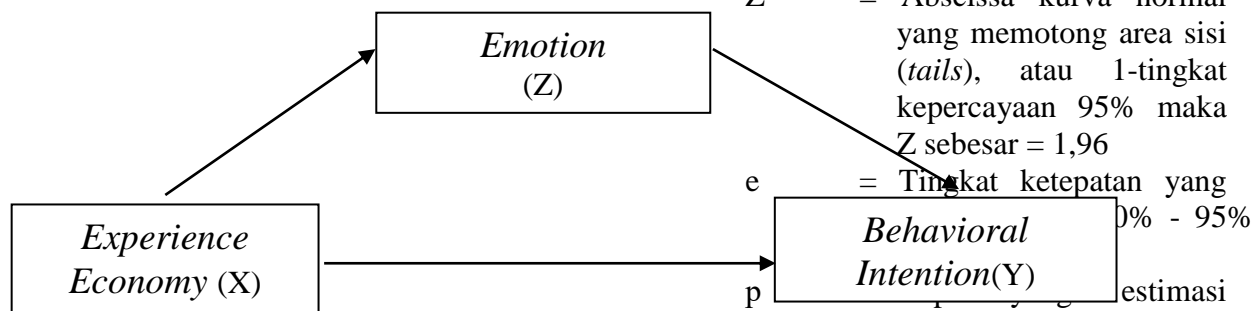 Emotion
(Z)
Experience
Economy (X)
Behavioral
Intention(Y)
Z = Abscissa kurva normal
yang memotong area sisi
(tails), atau 1-tingkat
kepercayaan 95% maka
Z sebesar = 1,96
e = Tingkat ketepatan yang
0% - 95%
p estimasi